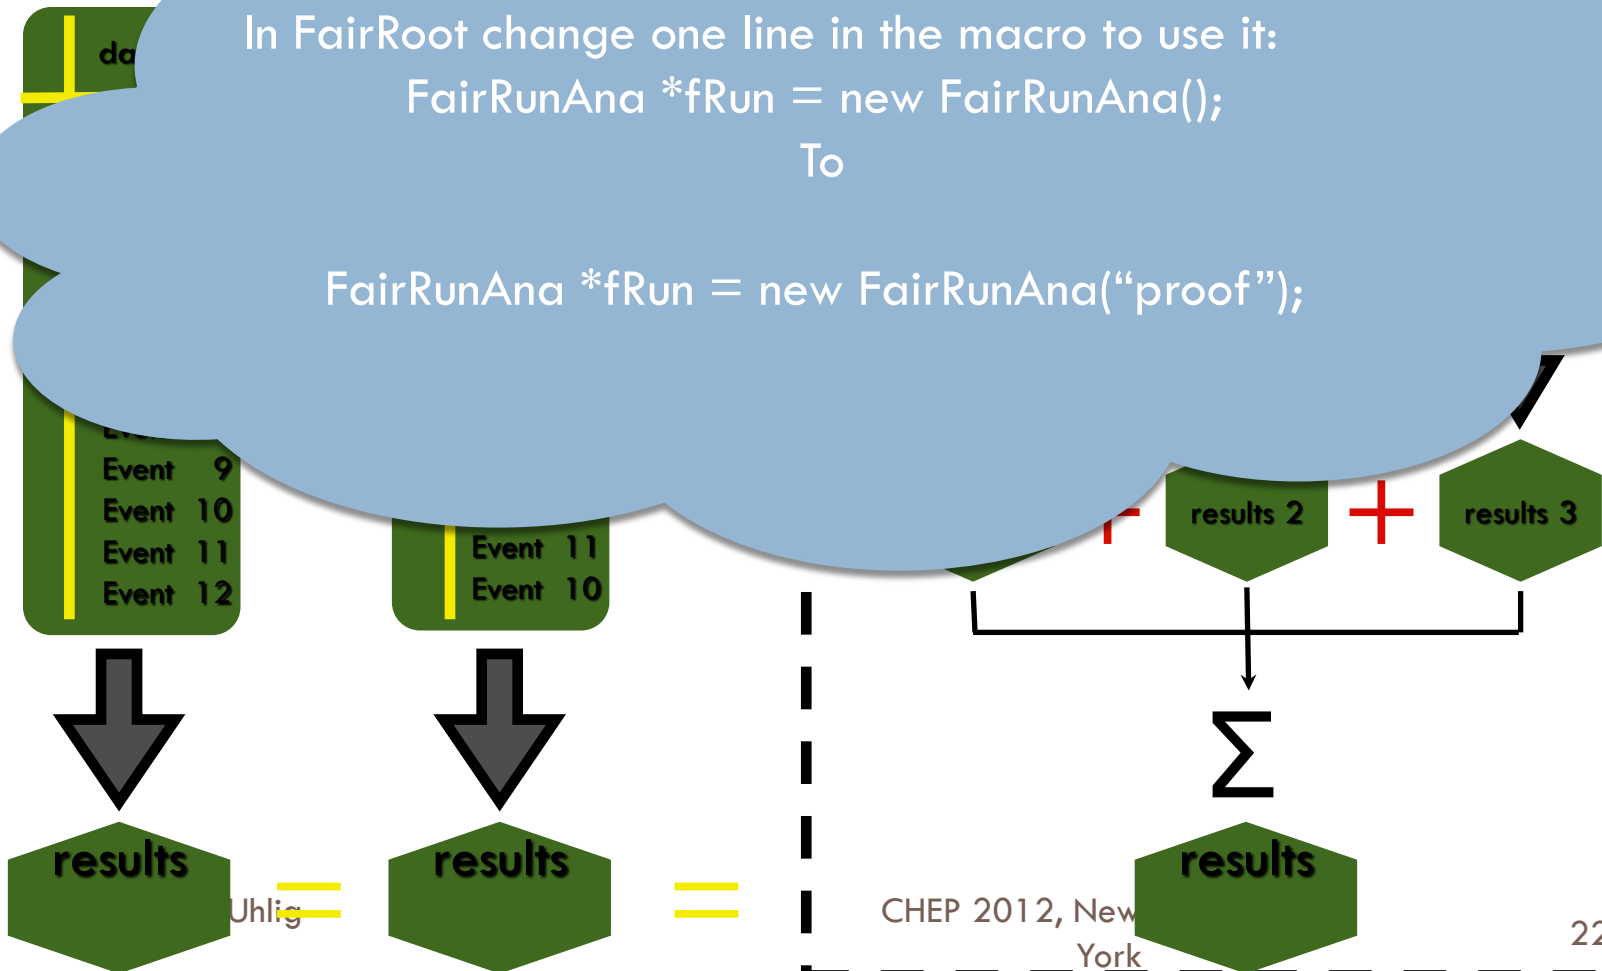 In FairRoot change one line in the macro to use it:
FairRunAna *fRun = new FairRunAna();
To
FairRunAna *fRun = new FairRunAna(“proof”);
Event 9
Event 10
Event 11
Event 12
Event 11
Event 10
results 2
+
results 3
Σ
results
=
results
=
results
Uhlig
CHEP 2012, New
York
22